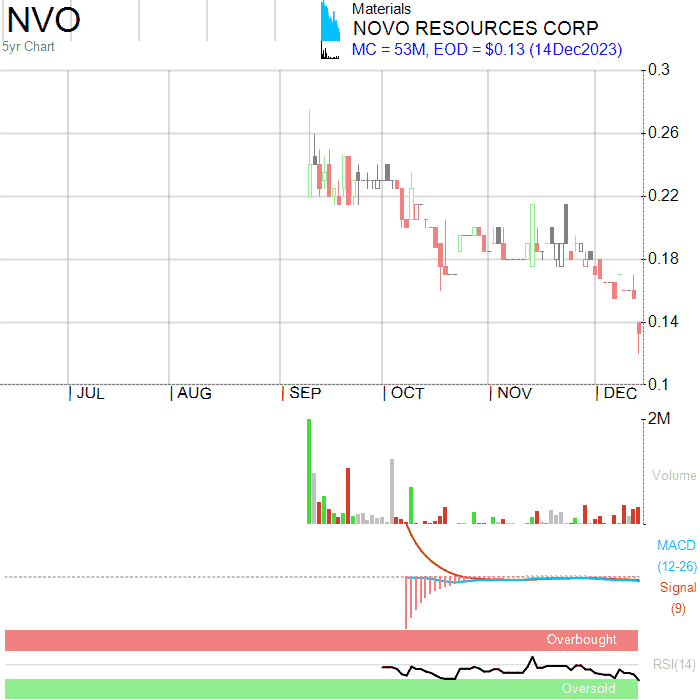 NVO
5yr Chart
Materials
NOVO RESOURCES CORP
MC = 53M, EOD = $0.13 (14Dec2023)
0.3
0.26
0.22
0.18
0.14
0.1
JUL AUG SEP OCT NOV DEC
2M
Volume
MACD
(12-26)
Signal
(9)
Overbought
RSI(14)
Oversold